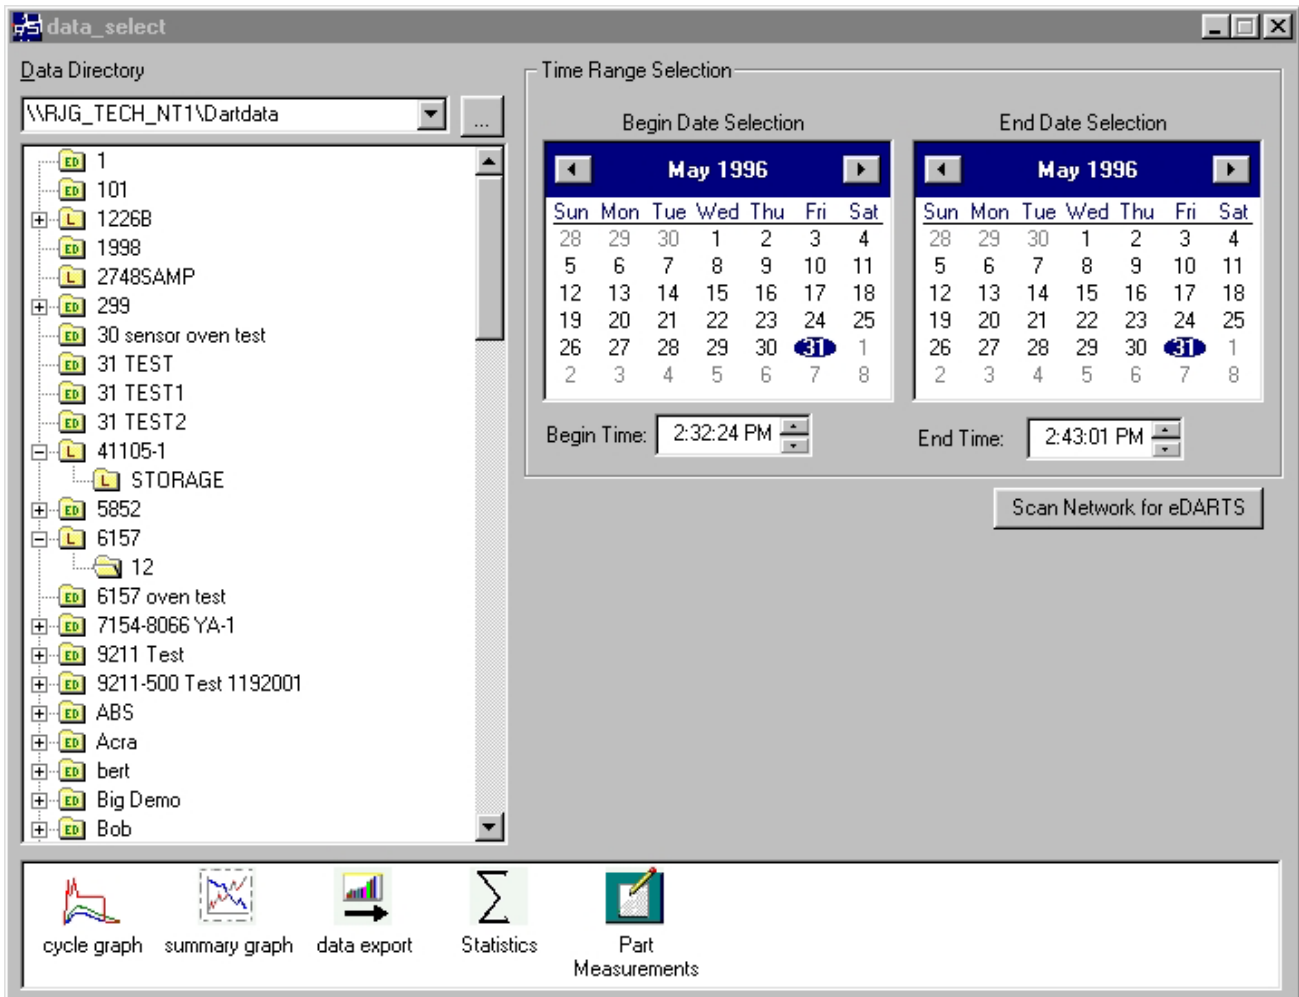 data_select
Data Directory
\\RJG_TECH_NT1\Dartdata
...
1
101
1226B
1998
2748SAMP
299
30 sensor oven test
31 TEST
31 TEST1
31 TEST2
41105-1
STORAGE
5852
6157
12
6157 oven test
7154-8066 YA-1
9211 Test
9211-500 Test 1192001
ABS
Acra
bert
Big Demo
Bob
Time Range Selection
Begin Date Selection
May 1996
Sun Mon Tue Wed Thu Fri Sat
28 29 30 1 2 3 4
5 6 7 8 9 10 11
12 13 14 15 16 17 18
19 20 21 22 23 24 25
26 27 28 29 30 31 1
2 3 4 5 6 7 8
Begin Time: 2:32:24 PM
End Date Selection
May 1996
Sun Mon Tue Wed Thu Fri Sat
28 29 30 1 2 3 4
5 6 7 8 9 10 11
12 13 14 15 16 17 18
19 20 21 22 23 24 25
26 27 28 29 30 31 1
2 3 4 5 6 7 8
End Time: 2:43:01 PM
Scan Network for eDARTS
cycle graph
summary graph
data export
Statistics
Part
Measurements